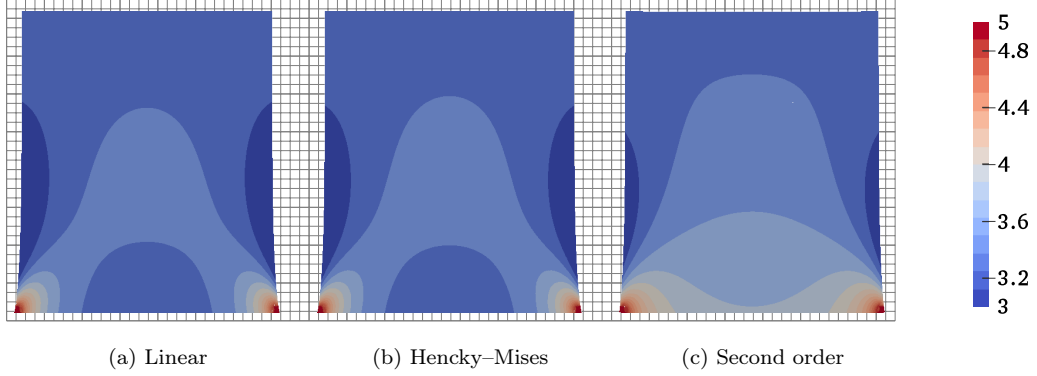 5
4.8
4.4
4
3.6
3.2
3
(a) Linear
(b) Hencky–Mises
(c) Second order